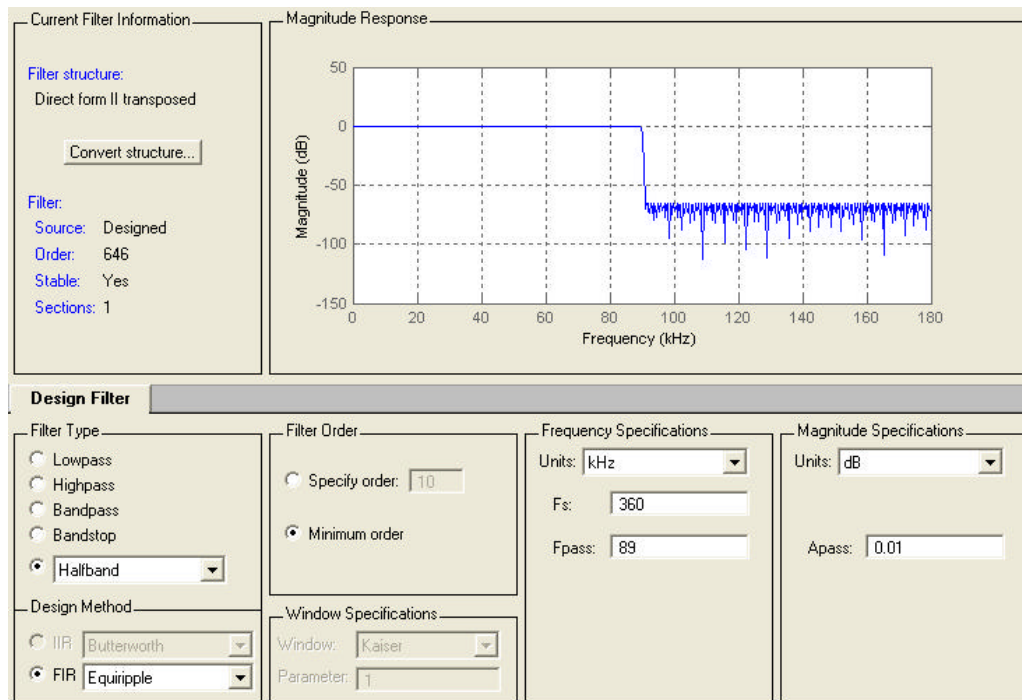 Current Filter Information
Filter structure:
Direct form II transposed
Convert structure...
Filter:
Source: Designed
Order: 646
Stable: Yes
Sections: 1
Magnitude Response
Magnitude (dB)
50
0
-50
-100
-150
0 20 40 60 80 100 120 140 160 180
Frequency (kHz)
Design Filter
Filter Type
Lowpass
Highpass
Bandpass
Bandstop
Halfband
Design Method
IIR Butterworth
FIR Equiripple
Filter Order
Specify order: 10
Minimum order
Window Specifications
Window: Kaiser
Parameter: 1
Frequency Specifications
Units: kHz
Fs: 360
Fpass: 89
Magnitude Specifications
Units: dB
Apass: 0.01